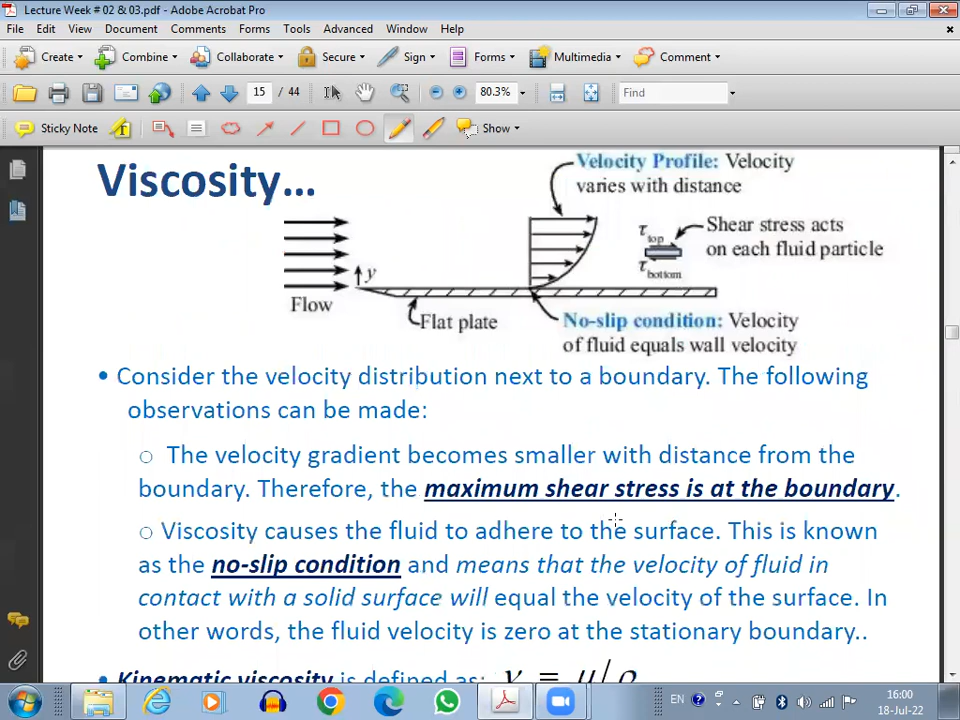 Lecture Week # 02 & 03.pdf - Adobe Acrobat Pro
File Edit View Document Comments Forms Tools Advanced Window Help
Create Combine Collaborate Secure Sign Forms Multimedia Comment
15 / 44 80.3% Find
Sticky Note Show
Viscosity…
Velocity Profile: Velocity
varies with distance
τtop
Shear stress acts
on each fluid particle
τbottom
y
Flow
Flat plate
No-slip condition: Velocity
of fluid equals wall velocity
• Consider the velocity distribution next to a boundary. The following
observations can be made:
○ The velocity gradient becomes smaller with distance from the
boundary. Therefore, the maximum shear stress is at the boundary.
○ Viscosity causes the fluid to adhere to the surface. This is known
as the no-slip condition and means that the velocity of fluid in
contact with a solid surface will equal the velocity of the surface. In
other words, the fluid velocity is zero at the stationary boundary..
• Kinematic viscosity is defined as: ν = μ/ρ
EN
16:00
18-Jul-22